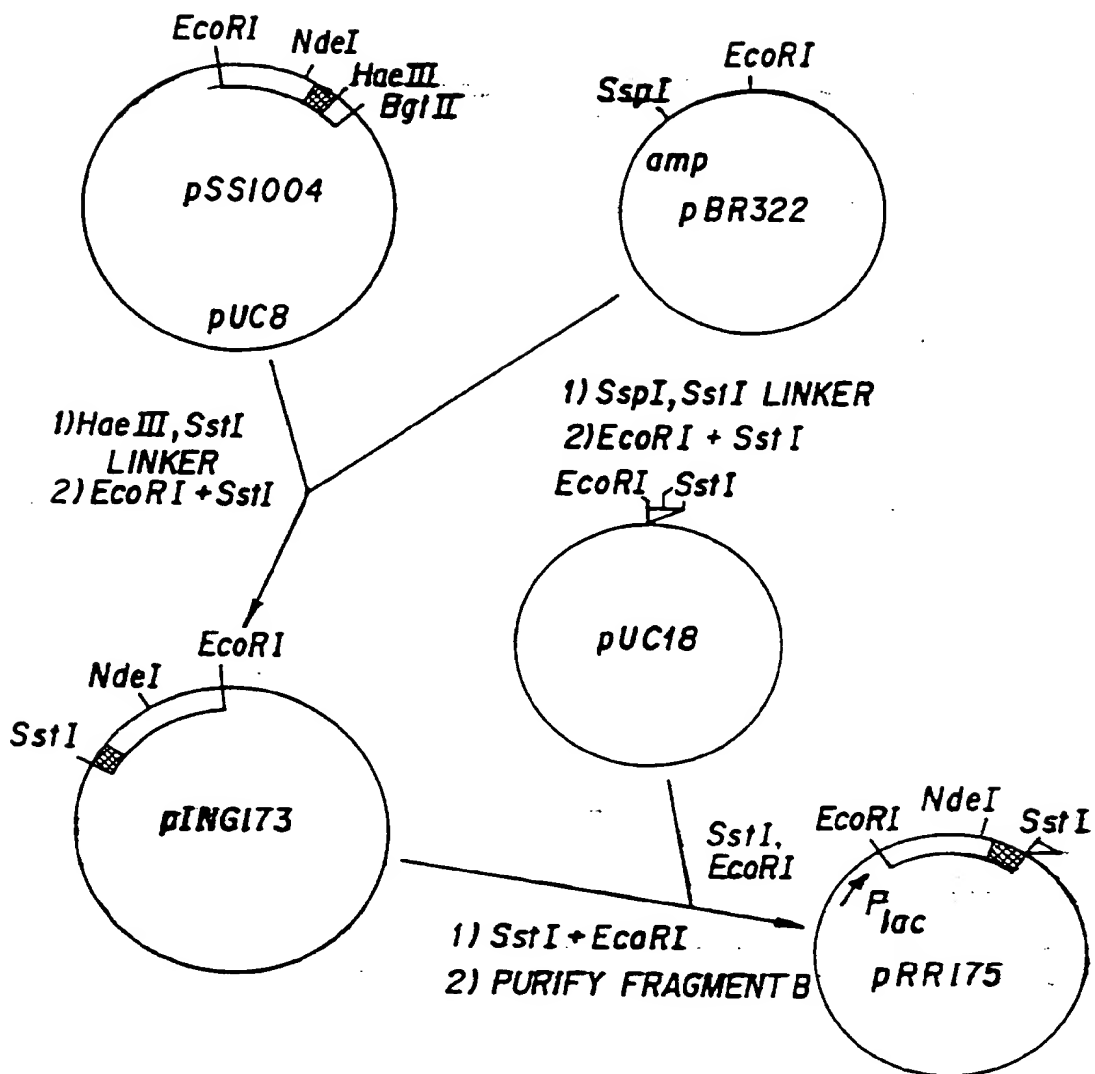 EcoRI
NdeI
HaeIII
BglII
pSS1004
pUC8
EcoRI
SspI
amp
pBR322
1)HaeIII,SstI
LINKER
2)EcoRI+SstI
1) SspI,SstI LINKER
2)EcoRI + SstI
EcoRI SstI
pUC18
EcoRI
NdeI
SstI
pING173
SstI,
EcoRI
1) SstI+EcoRI
2) PURIFY FRAGMENT B
EcoRI
NdeI
SstI
Plac
pRR175